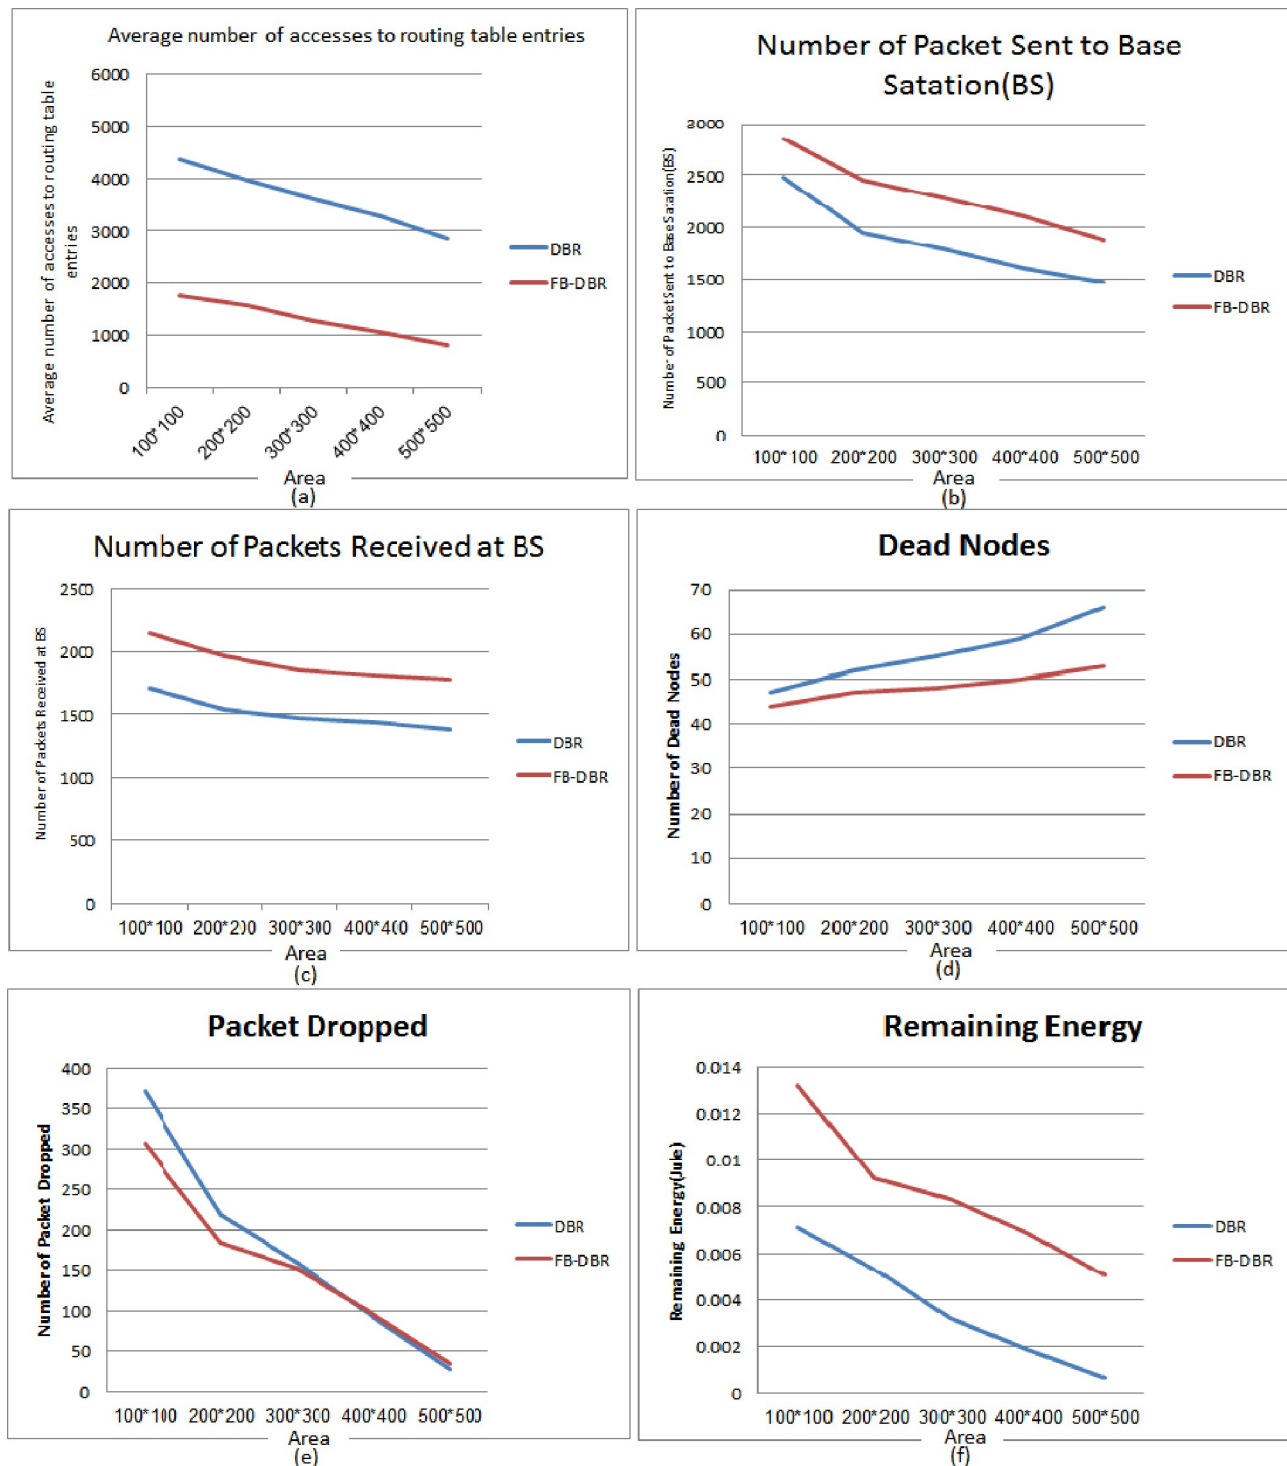 Average number of accesses to routing table entries
Average number of accesses to routing table
entries
6000
5000
4000
3000
2000
1000
0
100*100
200*200
300*300
400*400
500*500
DBR
FB-DBR
Area
(a)
Number of Packet Sent to Base
Satation(BS)
Number of Packet Sent to Base Satation(BS)
3000
2500
2000
1500
1000
500
0
100*100 200*200 300*300 400*400 500*500
DBR
FB-DBR
Area
(b)
Number of Packets Received at BS
Number of Packets Received at BS
2500
2000
1500
1000
500
0
100*100 200*200 300*300 400*400 500*500
DBR
FB-DBR
Area
(c)
Dead Nodes
Number of Dead Nodes
70
60
50
40
30
20
10
0
100*100 200*200 300*300 400*400 500*500
DBR
FB-DBR
Area
(d)
Packet Dropped
Number of Packet Dropped
400
350
300
250
200
150
100
50
0
100*100 200*200 300*300 400*400 500*500
DBR
FB-DBR
Area
(e)
Remaining Energy
Remaining Energy(Jule)
0.014
0.012
0.01
0.008
0.006
0.004
0.002
0
100*100 200*200 300*300 400*400 500*500
DBR
FB-DBR
Area
(f)